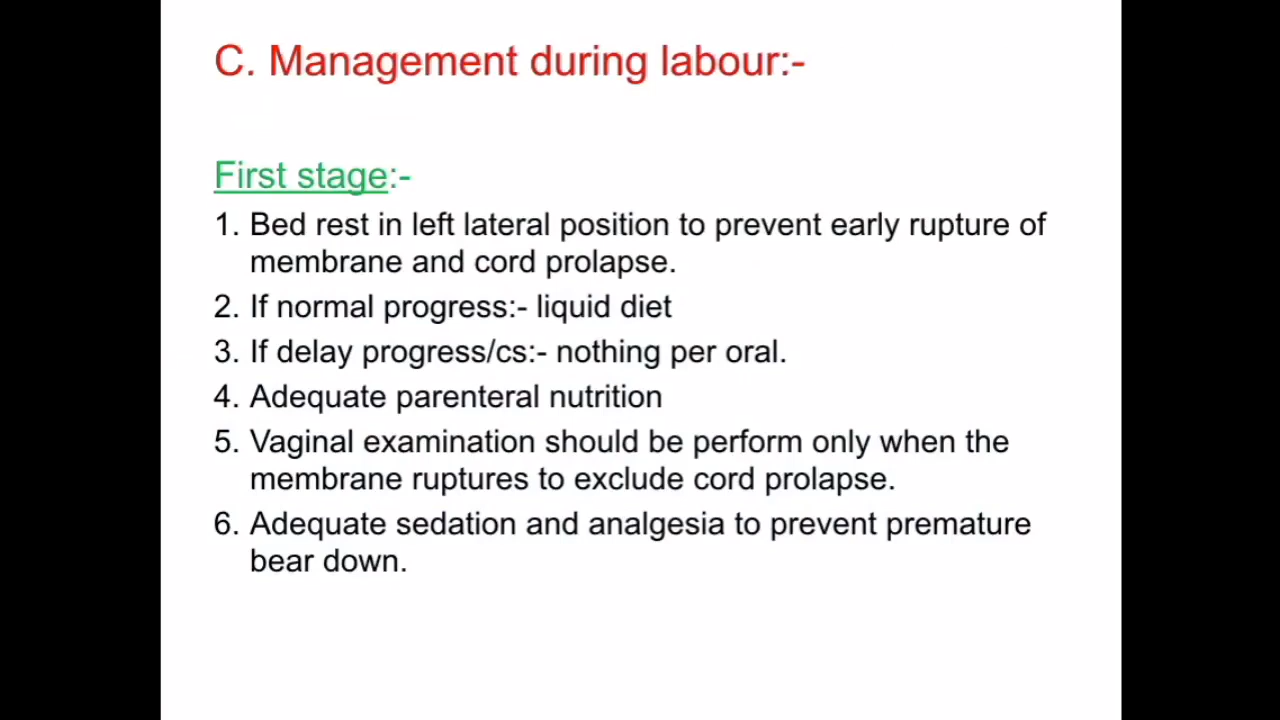 C. Management during labour:-
First stage:-
1. Bed rest in left lateral position to prevent early rupture of
membrane and cord prolapse.
2. If normal progress:- liquid diet
3. If delay progress/cs:- nothing per oral.
4. Adequate parenteral nutrition
5. Vaginal examination should be perform only when the
membrane ruptures to exclude cord prolapse.
6. Adequate sedation and analgesia to prevent premature
bear down.